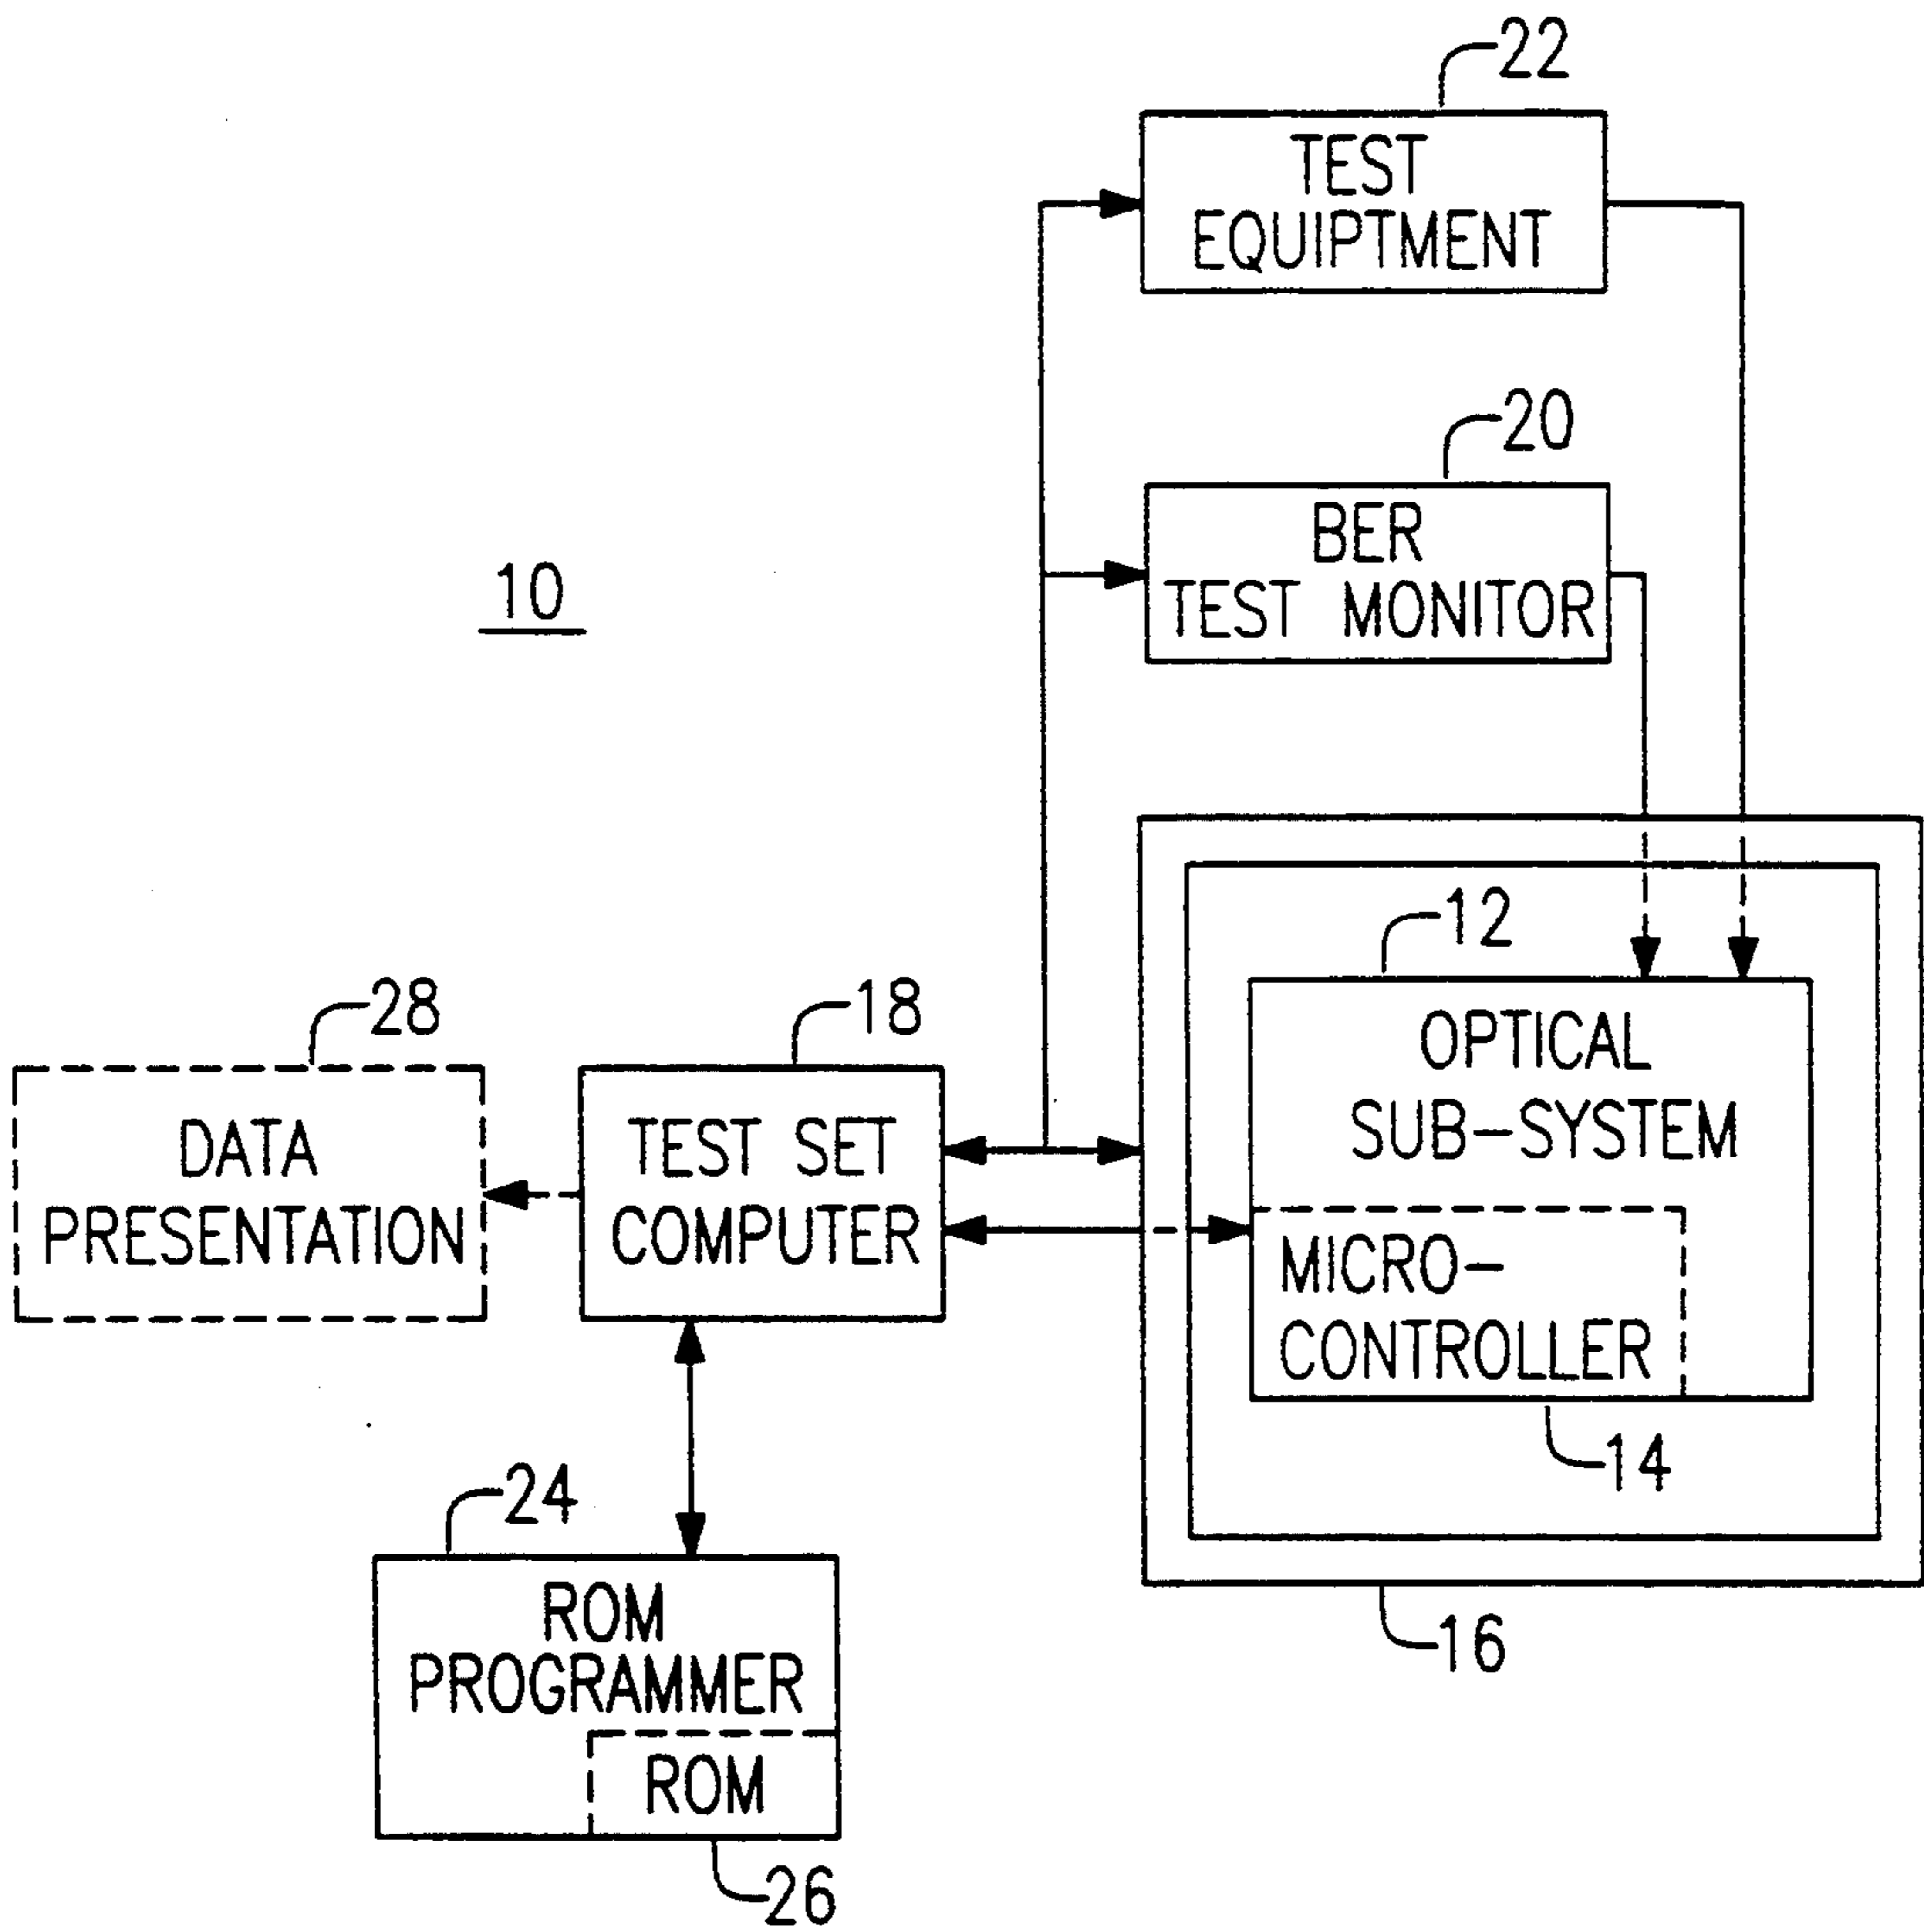 22
TEST
EQUIPTMENT
20
BER
TEST MONITOR
10
12
OPTICAL
SUB-SYSTEM
MICRO-
CONTROLLER
14
16
28
DATA
PRESENTATION
18
TEST SET
COMPUTER
24
ROM
PROGRAMMER
ROM
26